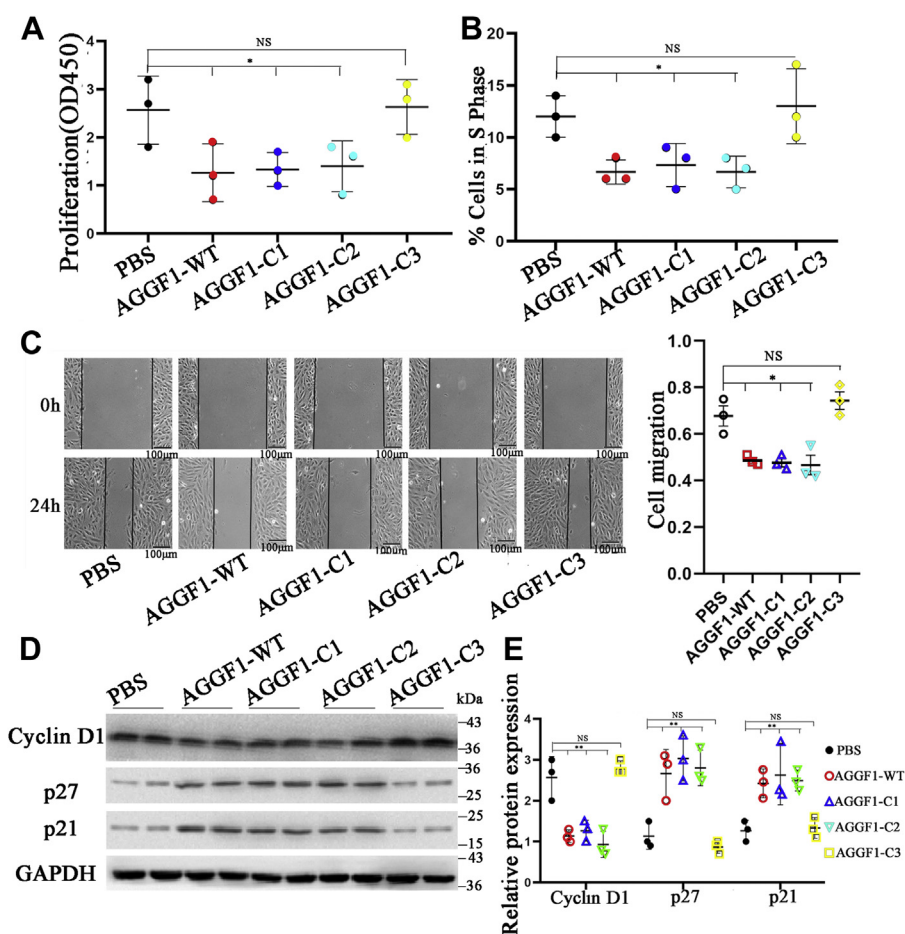 A
NS
*
Proliferation(OD450)
4
3
2
1
0
PBS
AGGF1-WT
AGGF1-C1
AGGF1-C2
AGGF1-C3
B
NS
*
% Cells in S Phase
20
15
10
5
0
PBS
AGGF1-WT
AGGF1-C1
AGGF1-C2
AGGF1-C3
C
0h
100μm 100μm 100μm 100μm 100μm
24h
100μm 100μm 100μm 100μm 100μm
PBS
AGGF1-WT
AGGF1-C1
AGGF1-C2
AGGF1-C3
NS
*
Cell migration
1.0
0.8
0.6
0.4
0.2
0.0
PBS
AGGF1-WT
AGGF1-C1
AGGF1-C2
AGGF1-C3
D
PBS
AGGF1-WT
AGGF1-C1
AGGF1-C2
AGGF1-C3
kDa
Cyclin D1
43
36
p27
36
25
p21
25
15
GAPDH
43
36
E
Relative protein expression
4
3
2
1
0
NS
**
NS
**
NS
**
Cyclin D1
p27
p21
PBS
AGGF1-WT
AGGF1-C1
AGGF1-C2
AGGF1-C3